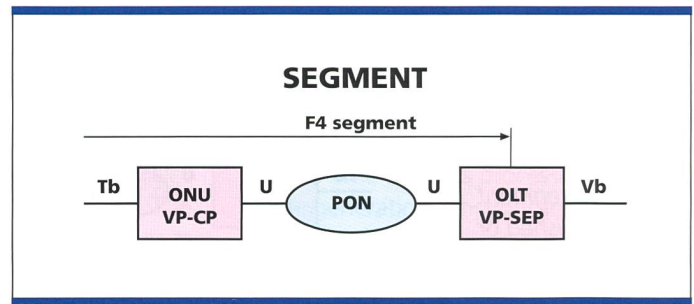 SEGMENT
F4 segment
Tb
ONU
VP-CP
U
PON
U
OLT
VP-SEP
Vb